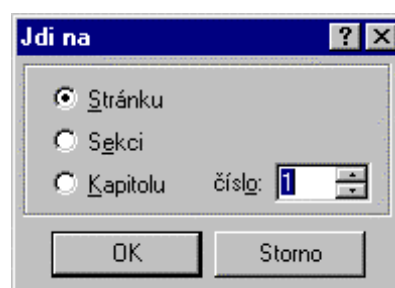 Jdi na
Stránku
Sekci
Kapitolu číslo: 1
OK Storno